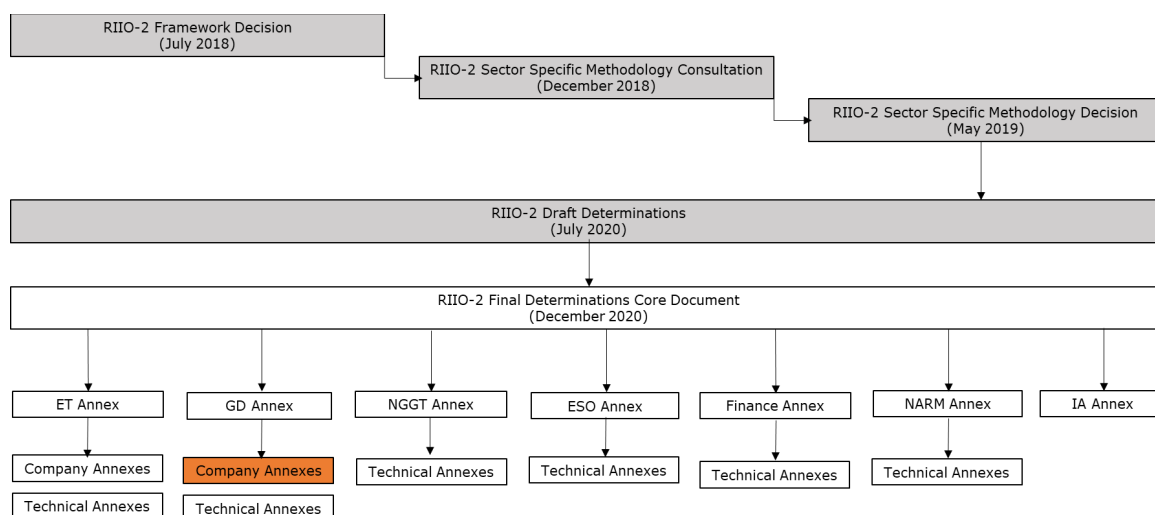 RIIO-2 Framework Decision
(July 2018)
RIIO-2 Sector Specific Methodology Consultation
(December 2018)
RIIO-2 Sector Specific Methodology Decision
(May 2019)
RIIO-2 Draft Determinations
(July 2020)
RIIO-2 Final Determinations Core Document
(December 2020)
ET Annex
GD Annex
NGGT Annex
ESO Annex
Finance Annex
NARM Annex
IA Annex
Company Annexes
Company Annexes
Technical Annexes
Technical Annexes
Technical Annexes
Technical Annexes
Technical Annexes
Technical Annexes